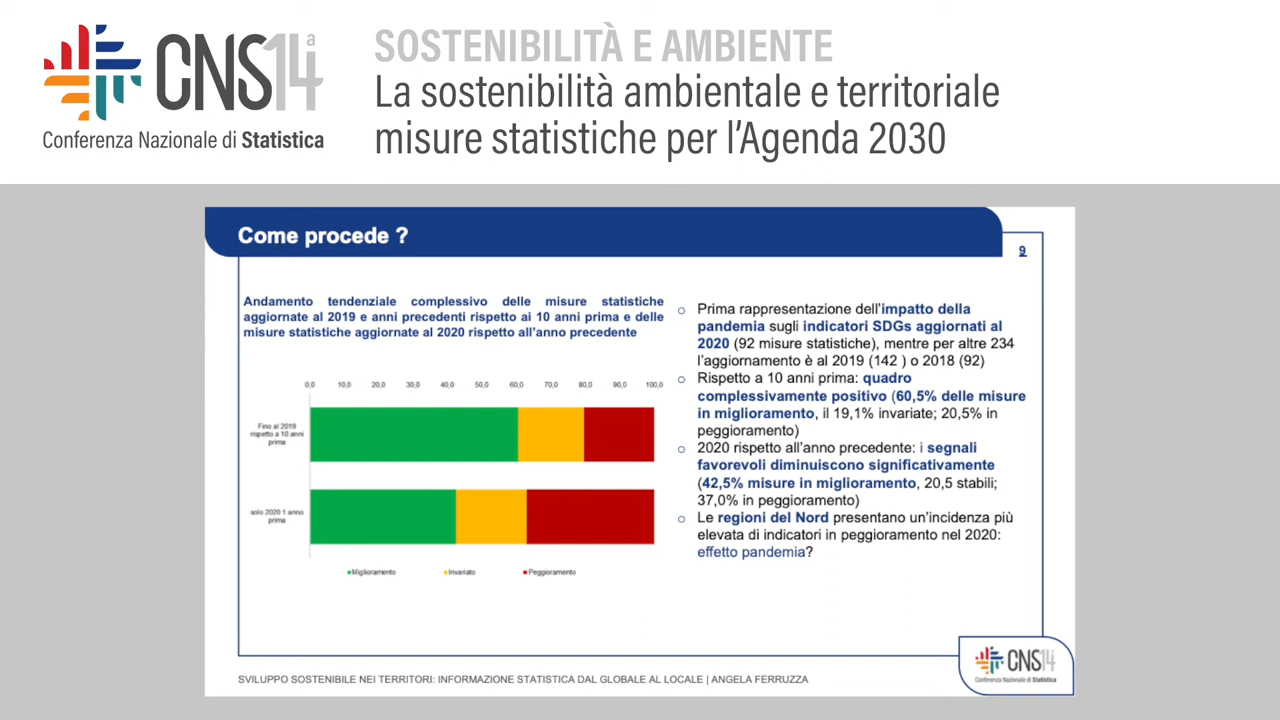 CNS14ª
Conferenza Nazionale di Statistica
SOSTENIBILITÀ E AMBIENTE
La sostenibilità ambientale e territoriale
misure statistiche per l'Agenda 2030
Come procede ?
9
Andamento tendenziale complessivo delle misure statistiche
aggiornate al 2019 e anni precedenti rispetto ai 10 anni prima e delle
misure statistiche aggiornate al 2020 rispetto all'anno precedente
0,0 10,0 20,0 30,0 40,0 50,0 60,0 70,0 80,0 90,0 100,0
Fino al 2019
rispetto a 10 anni
prima
solo 2020 1 anno
prima
Miglioramento Invariato Peggioramento
Prima rappresentazione dell'impatto della
pandemia sugli indicatori SDGs aggiornati al
2020 (92 misure statistiche), mentre per altre 234
l'aggiornamento è al 2019 (142 ) o 2018 (92)
Rispetto a 10 anni prima: quadro
complessivamente positivo (60,5% delle misure
in miglioramento, il 19,1% invariate; 20,5% in
peggioramento)
2020 rispetto all'anno precedente: i segnali
favorevoli diminuiscono significativamente
(42,5% misure in miglioramento, 20,5 stabili;
37,0% in peggioramento)
Le regioni del Nord presentano un'incidenza più
elevata di indicatori in peggioramento nel 2020:
effetto pandemia?
SVILUPPO SOSTENIBILE NEI TERRITORI: INFORMAZIONE STATISTICA DAL GLOBALE AL LOCALE | ANGELA FERRUZZA
CNS14
Conferenza Nazionale di Statistica